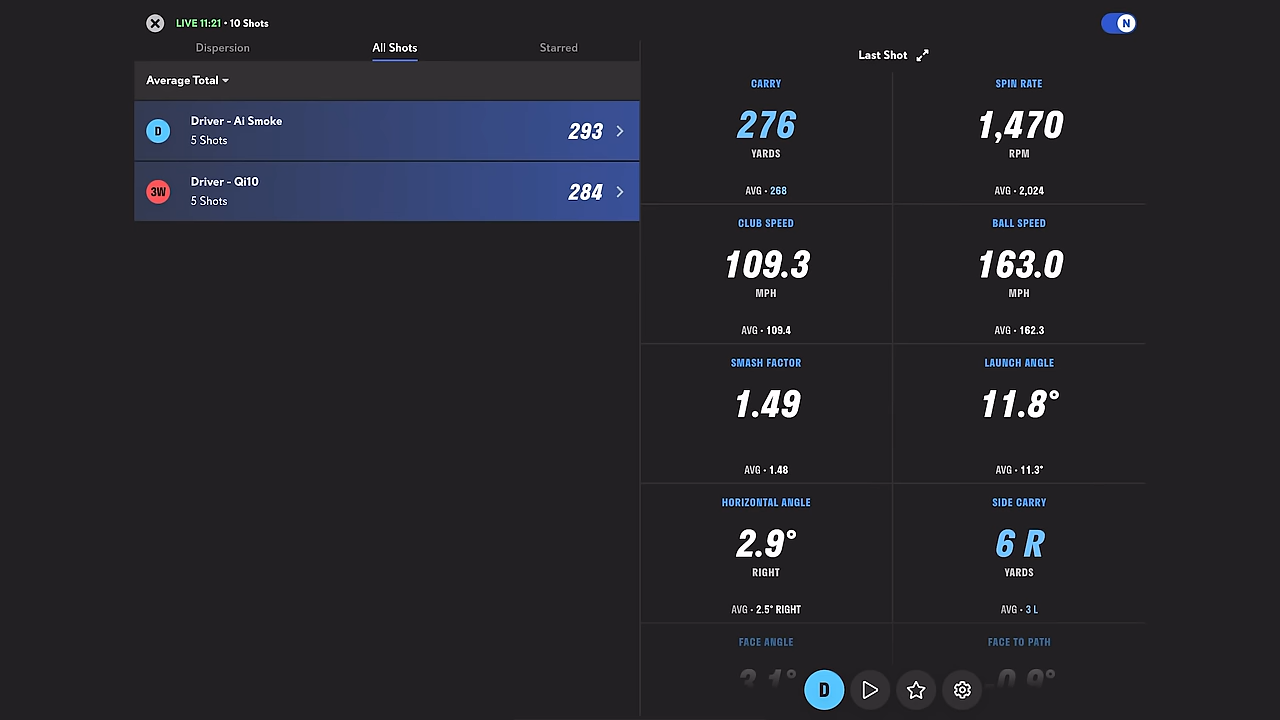 LIVE 11:21 • 10 Shots
N
Dispersion
All Shots
Starred
Average Total
D
Driver - Ai Smoke
5 Shots
293
3W
Driver - Qi10
5 Shots
284
Last Shot
CARRY
276
YARDS
AVG • 268
SPIN RATE
1,470
RPM
AVG • 2,024
CLUB SPEED
109.3
MPH
AVG • 109.4
BALL SPEED
163.0
MPH
AVG • 162.3
SMASH FACTOR
1.49
AVG • 1.48
LAUNCH ANGLE
11.8°
AVG • 11.3°
HORIZONTAL ANGLE
2.9°
RIGHT
AVG • 2.5° RIGHT
SIDE CARRY
6 R
YARDS
AVG • 3 L
FACE ANGLE
FACE TO PATH
D